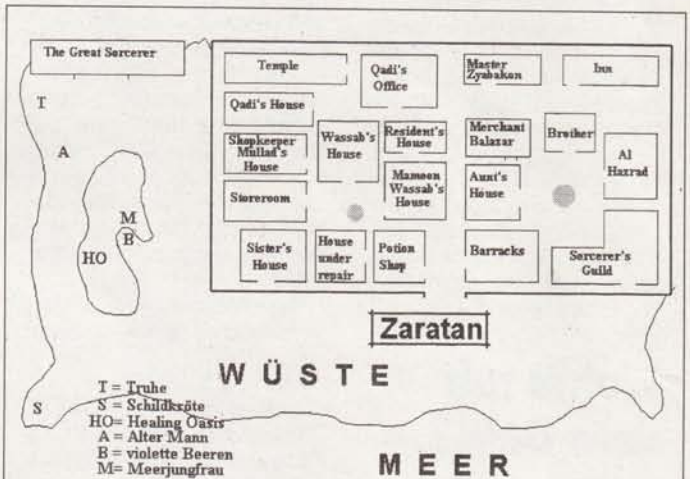 The Great Sorcerer
Temple
Qadi's
Office
Master
Zyabakon
Inn
Qadi's House
Shopkeeper
Mullad's
House
Wassab's
House
Resident's
House
Merchant
Balazar
Brother
Al
Hazrad
Storeroom
Mamoon
Wassab's
House
Aunt's
House
Sister's
House
House
under
repair
Potion
Shop
Barracks
Sorcerer's
Guild
T
A
M
B
HO
S
Zaratan
WÜSTE
T = Truhe
S = Schildkröte
HO= Healing Oasis
A = Alter Mann
B = violette Beeren
M= Meerjungfrau
MEER